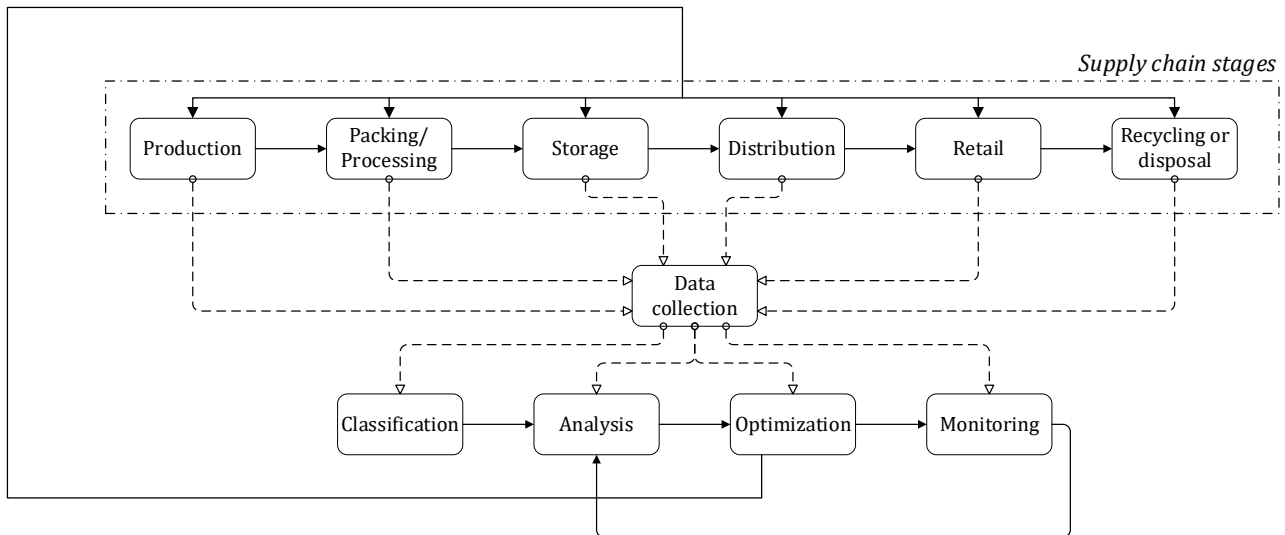 Supply chain stages
Production
Packing/
Processing
Storage
Distribution
Retail
Recycling or
disposal
Data
collection
Classification
Analysis
Optimization
Monitoring